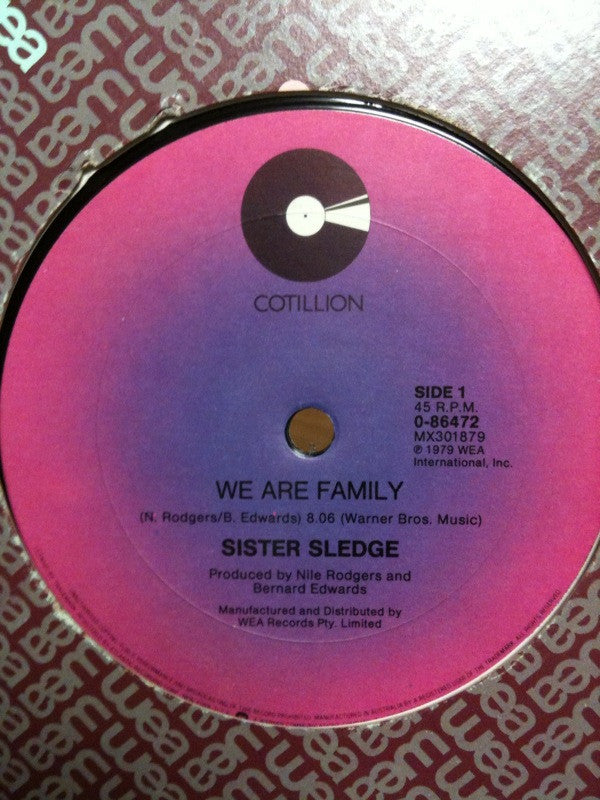 COTILLION
SIDE 1
45 R.P.M.
0-86472
MX301879
℗ 1979 WEA
International, Inc.
WE ARE FAMILY
(N. Rodgers/B. Edwards) 8.06 (Warner Bros. Music)
SISTER SLEDGE
Produced by Nile Rodgers and
Bernard Edwards
Manufactured and Distributed by
WEA Records Pty. Limited
wea